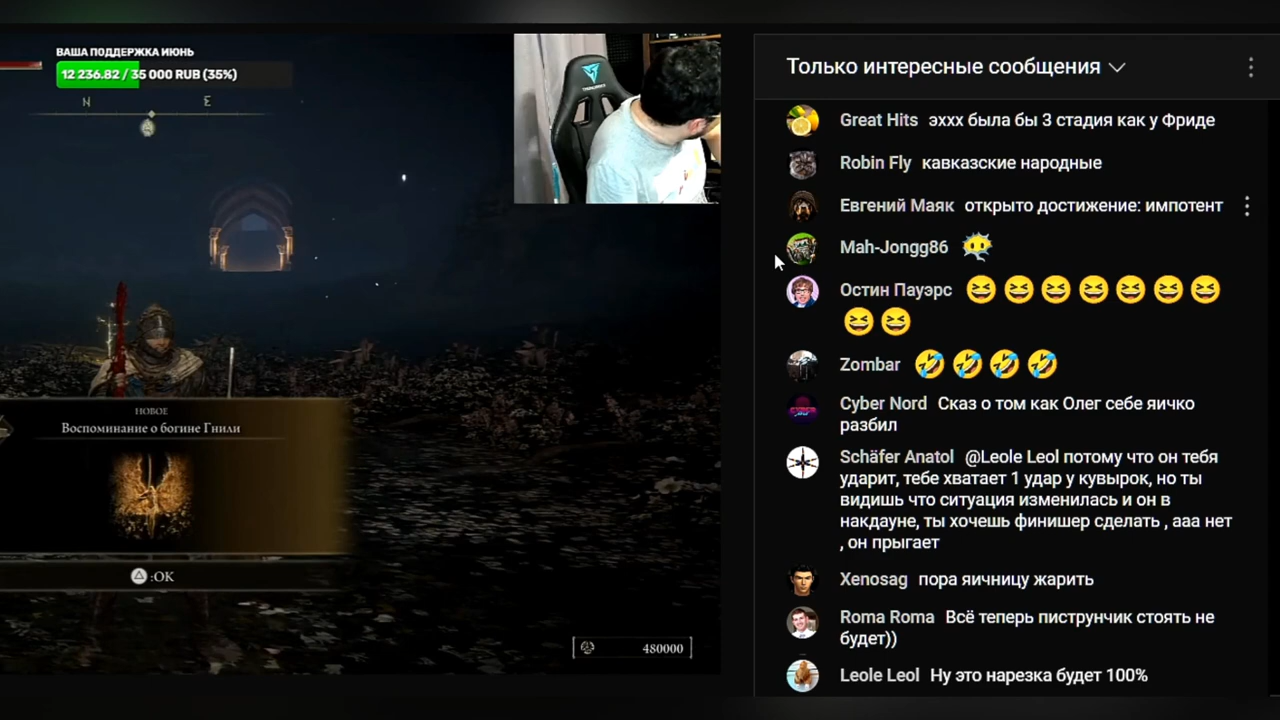 ВАША ПОДДЕРЖКА ИЮНЬ
12 236.82 / 35 000 RUB (35%)
N E
НОВОЕ
Воспоминание о богине Гнили
:OK
480000
Только интересные сообщения
Great Hits эххх была бы 3 стадия как у Фриде
Robin Fly кавказские народные
Евгений Маяк открыто достижение: импотент
Mah-Jongg86
Остин Пауэрс 😆😆😆😆😆😆😆
😆😆
Zombar 🤣🤣🤣🤣
Cyber Nord Сказ о том как Олег себе яичко
разбил
Schäfer Anatol @Leole Leol потому что он тебя
ударит, тебе хватает 1 удар у кувырок, но ты
видишь что ситуация изменилась и он в
накдауне, ты хочешь финишер сделать , ааа нет
, он прыгает
Xenosag пора яичницу жарить
Roma Roma Всё теперь пиструнчик стоять не
будет))
Leole Leol Ну это нарезка будет 100%